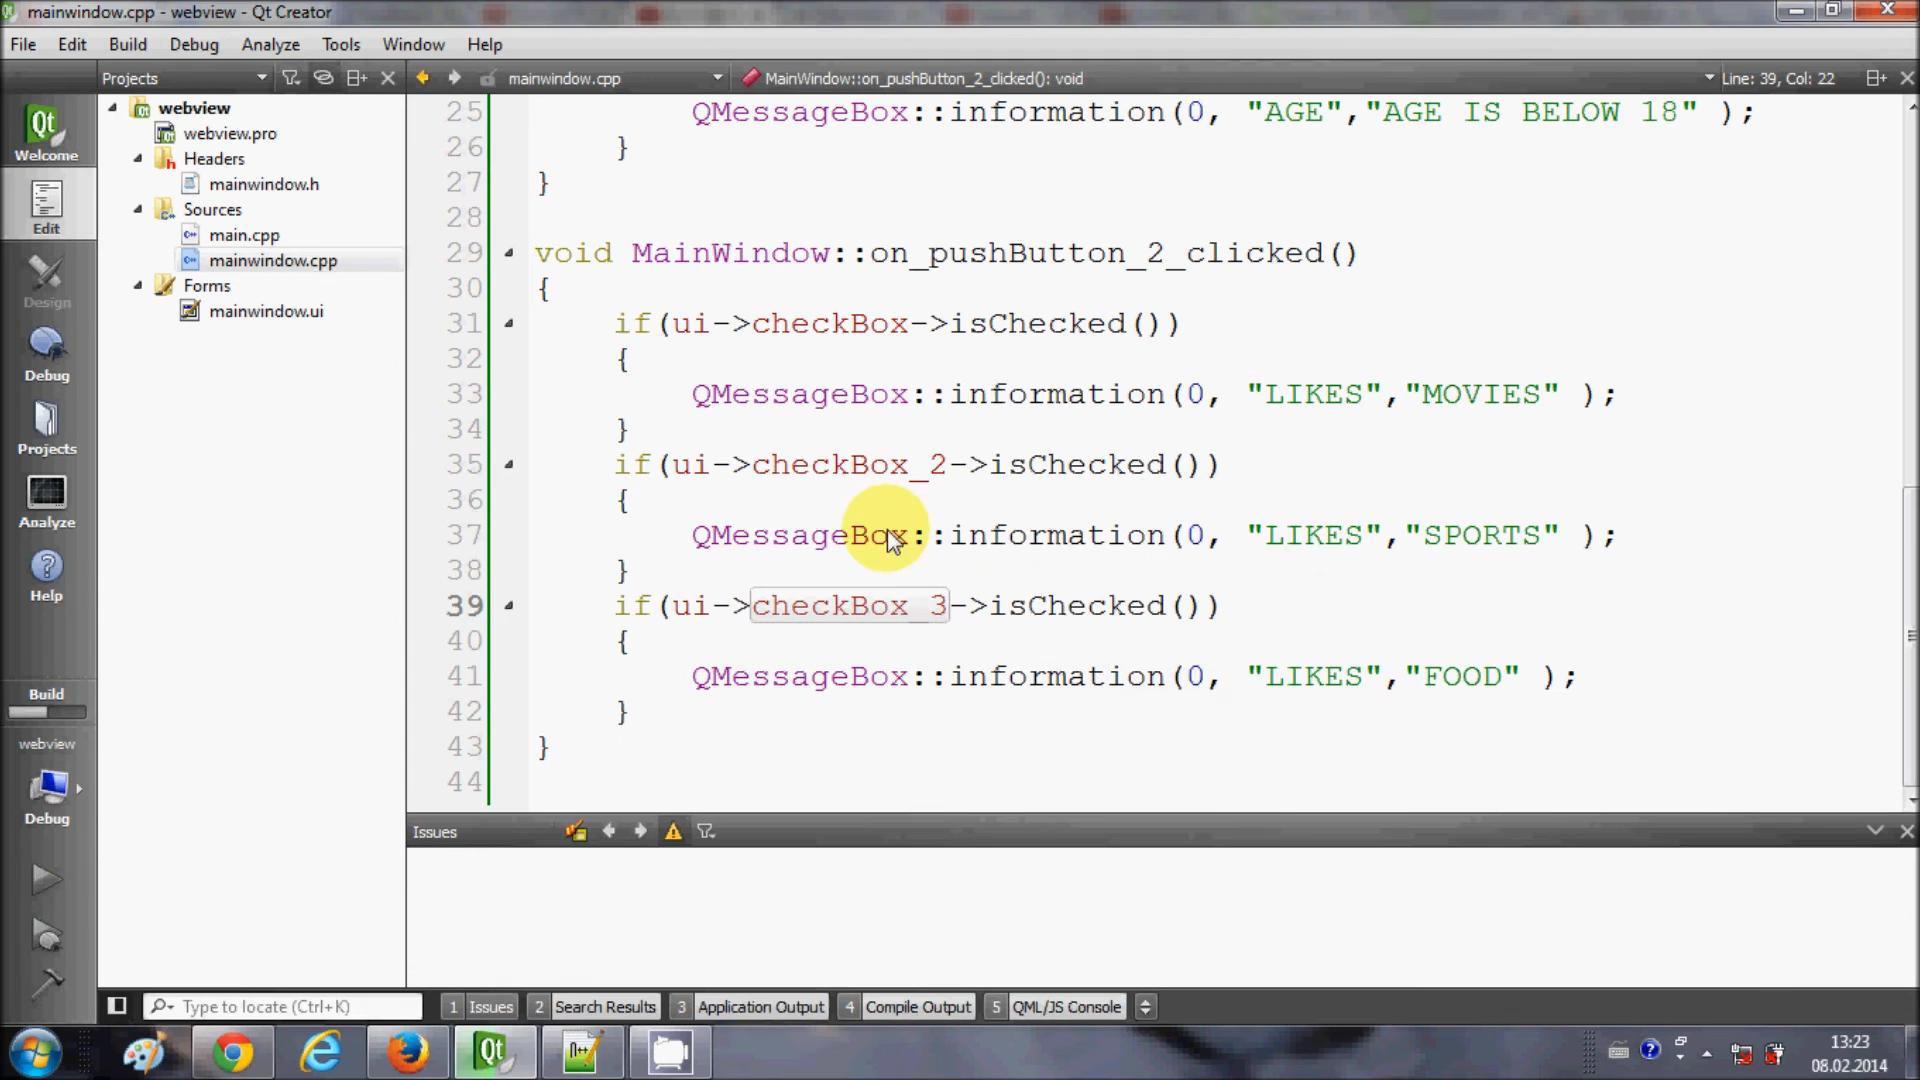 mainwindow.cpp - webview - Qt Creator
File Edit Build Debug Analyze Tools Window Help
Projects mainwindow.cpp MainWindow::on_pushButton_2_clicked(): void Line: 39, Col: 22
Welcome
Edit
Design
Debug
Projects
Analyze
Help
Build
webview
Debug
webview
webview.pro
Headers
mainwindow.h
Sources
main.cpp
mainwindow.cpp
Forms
mainwindow.ui
25 QMessageBox::information(0, "AGE","AGE IS BELOW 18" );
26 }
27 }
28
29 void MainWindow::on_pushButton_2_clicked()
30 {
31 if(ui->checkBox->isChecked())
32 {
33 QMessageBox::information(0, "LIKES","MOVIES" );
34 }
35 if(ui->checkBox_2->isChecked())
36 {
37 QMessageBox::information(0, "LIKES","SPORTS" );
38 }
39 if(ui->checkBox_3->isChecked())
40 {
41 QMessageBox::information(0, "LIKES","FOOD" );
42 }
43 }
44
Issues
Type to locate (Ctrl+K) 1 Issues 2 Search Results 3 Application Output 4 Compile Output 5 QML/JS Console
13:23
08.02.2014